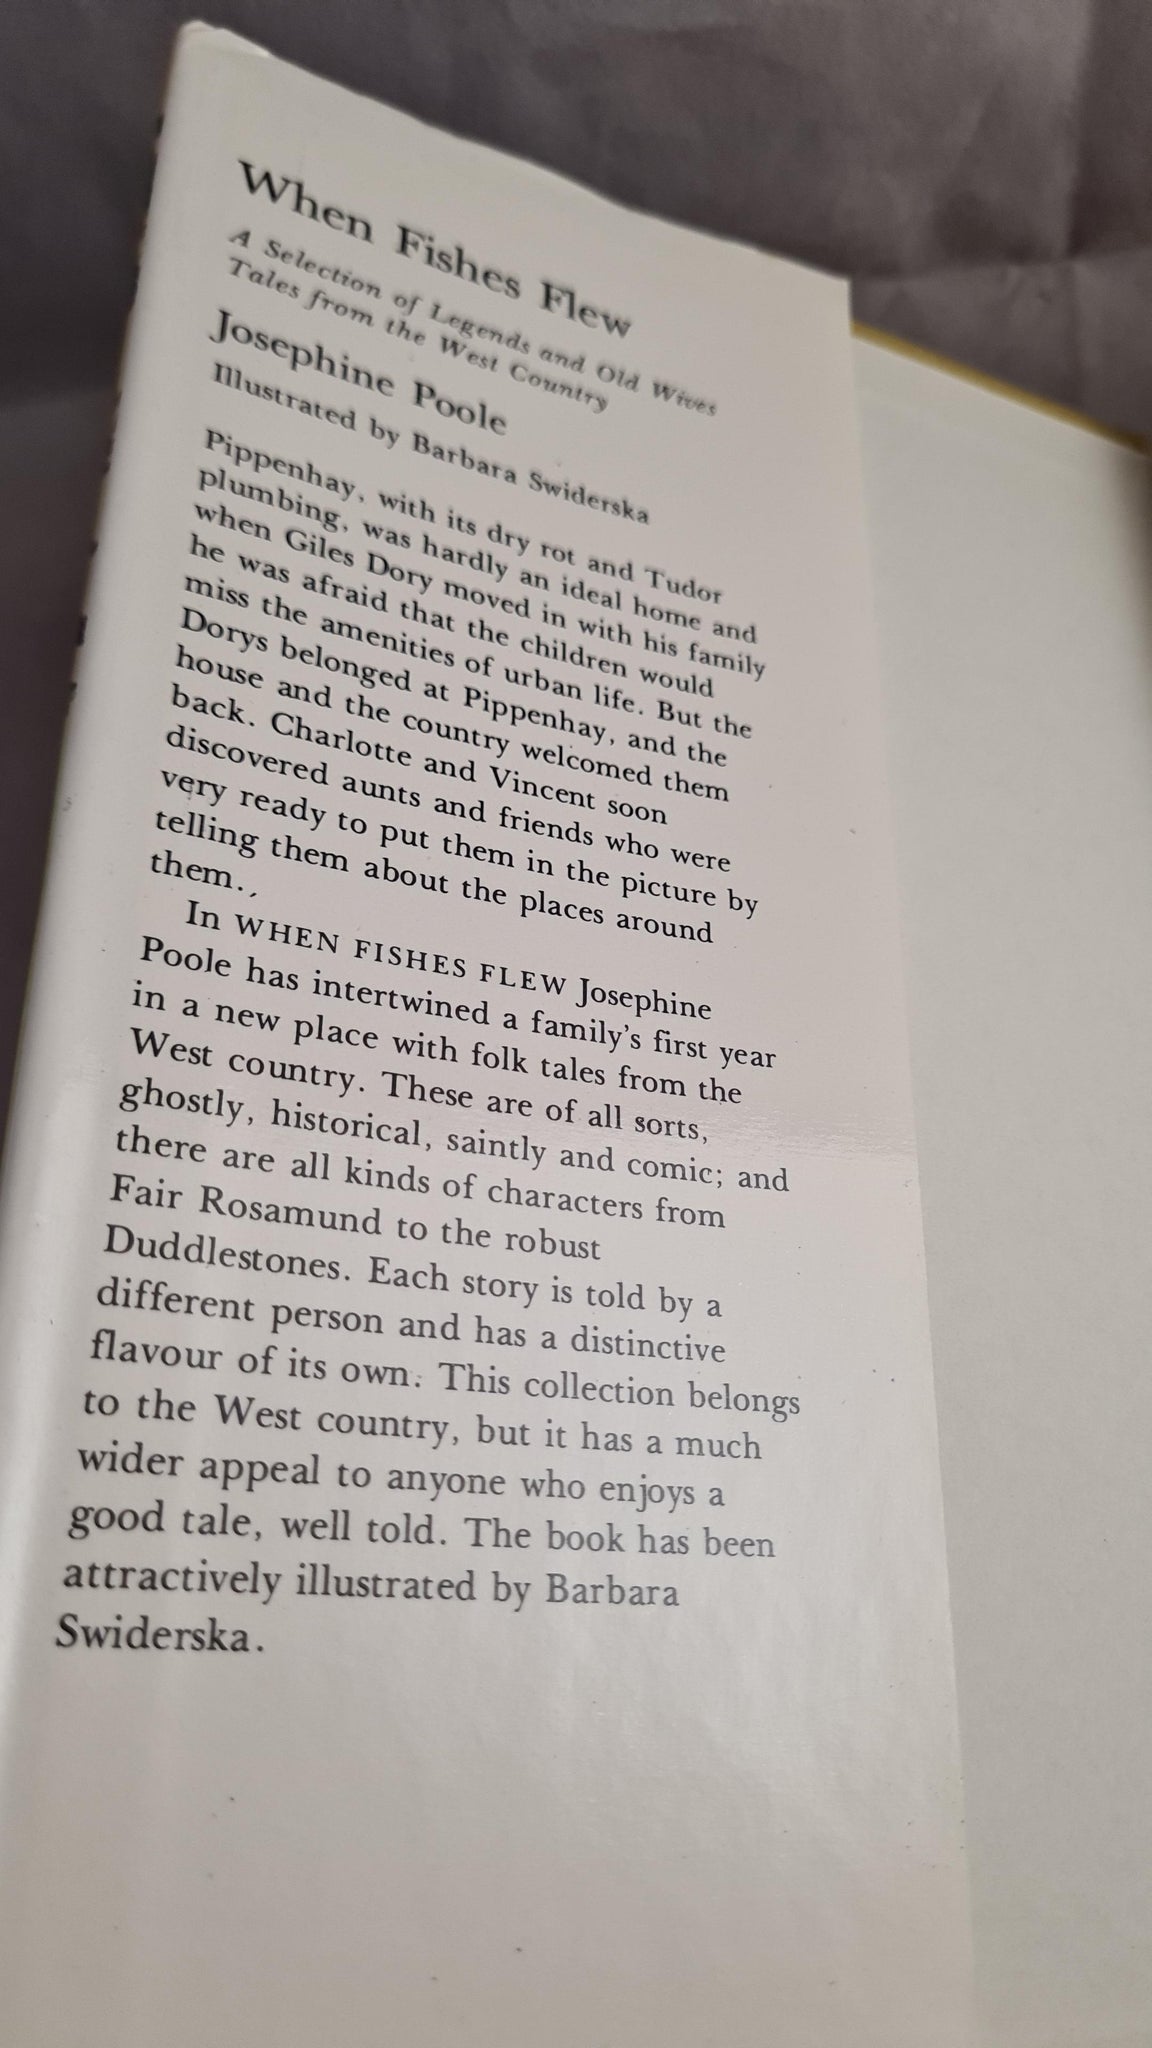 When Fishes Flew
A Selection of Legends and Old Wives
Tales from the West Country
Josephine Poole
Illustrated by Barbara Swiderska
Pippenhay, with its dry rot and Tudor
plumbing, was hardly an ideal home and
when Giles Dory moved in with his family
he was afraid that the children would
miss the amenities of urban life. But the
Dorys belonged at Pippenhay, and the
house and the country welcomed them
back. Charlotte and Vincent soon
discovered aunts and friends who were
very ready to put them in the picture by
telling them about the places around
them.
In WHEN FISHES FLEW Josephine
Poole has intertwined a family's first year
in a new place with folk tales from the
West country. These are of all sorts,
ghostly, historical, saintly and comic; and
there are all kinds of characters from
Fair Rosamund to the robust
Duddlestones. Each story is told by a
different person and has a distinctive
flavour of its own. This collection belongs
to the West country, but it has a much
wider appeal to anyone who enjoys a
good tale, well told. The book has been
attractively illustrated by Barbara
Swiderska.